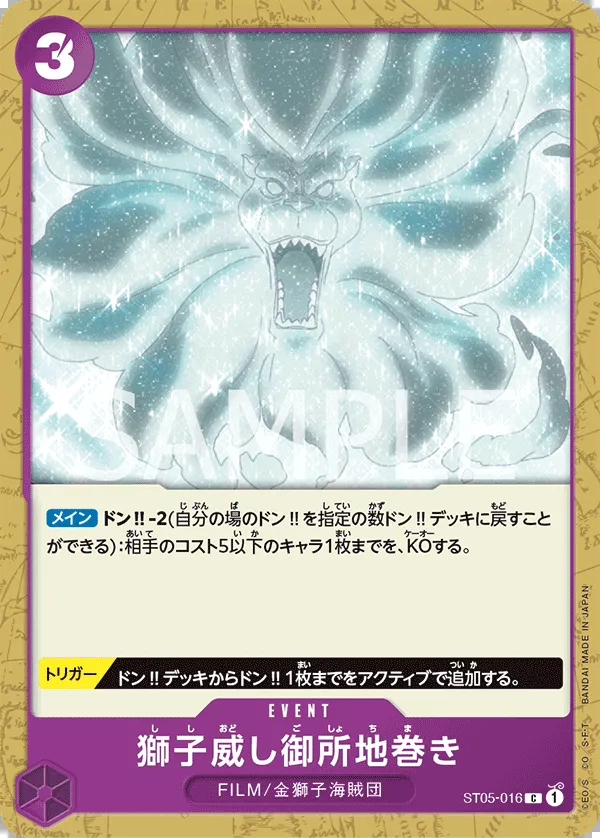 3
SAMPLE
メイン ドン!!-2(自分の場のドン!!を指定の数ドン!!デッキに戻すこと
ができる):相手のコスト5以下のキャラ1枚までを、KOする。
トリガー ドン!!デッキからドン!!1枚までをアクティブで追加する。
EVENT
獅子威し御所地巻き
FILM/金獅子海賊団
ST05-016 C 1
©E.O/S. ©O. S・F・T BANDAI MADE IN JAPAN